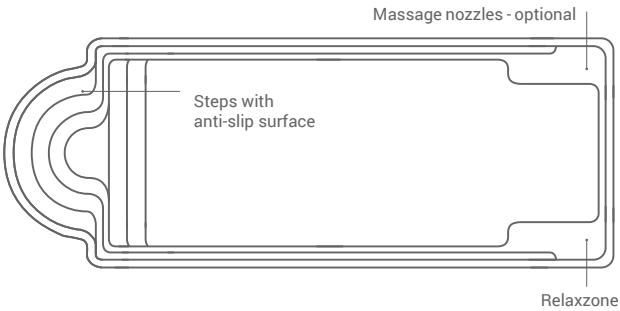 Massage nozzles - optional
Steps with
anti-slip surface
Relaxzone